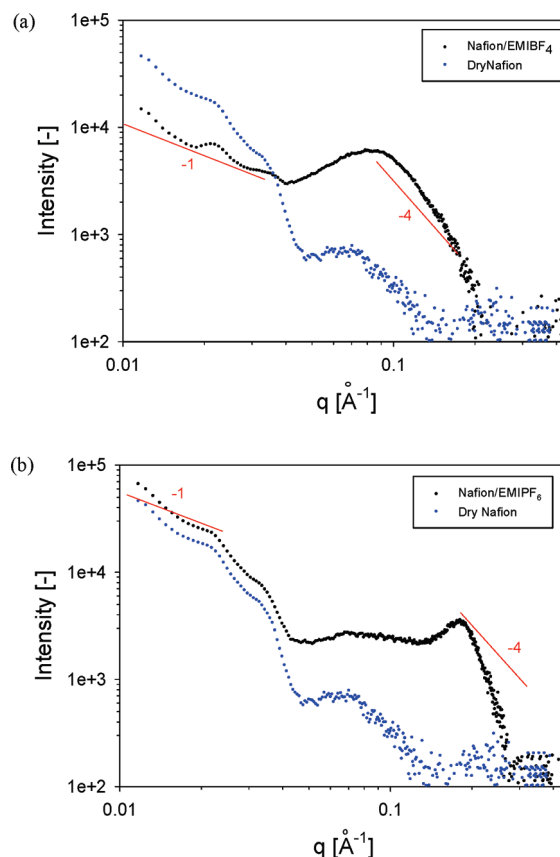 (a)
1e+5
Nafion/EMIBF4
DryNafion
1e+4
-1
Intensity [-]
-4
1e+3
1e+2
0.01
0.1
q [Å-1]
(b)
1e+5
Nafion/EMIPF6
Dry Nafion
-1
1e+4
Intensity [-]
-4
1e+3
1e+2
0.01
0.1
q [Å-1]